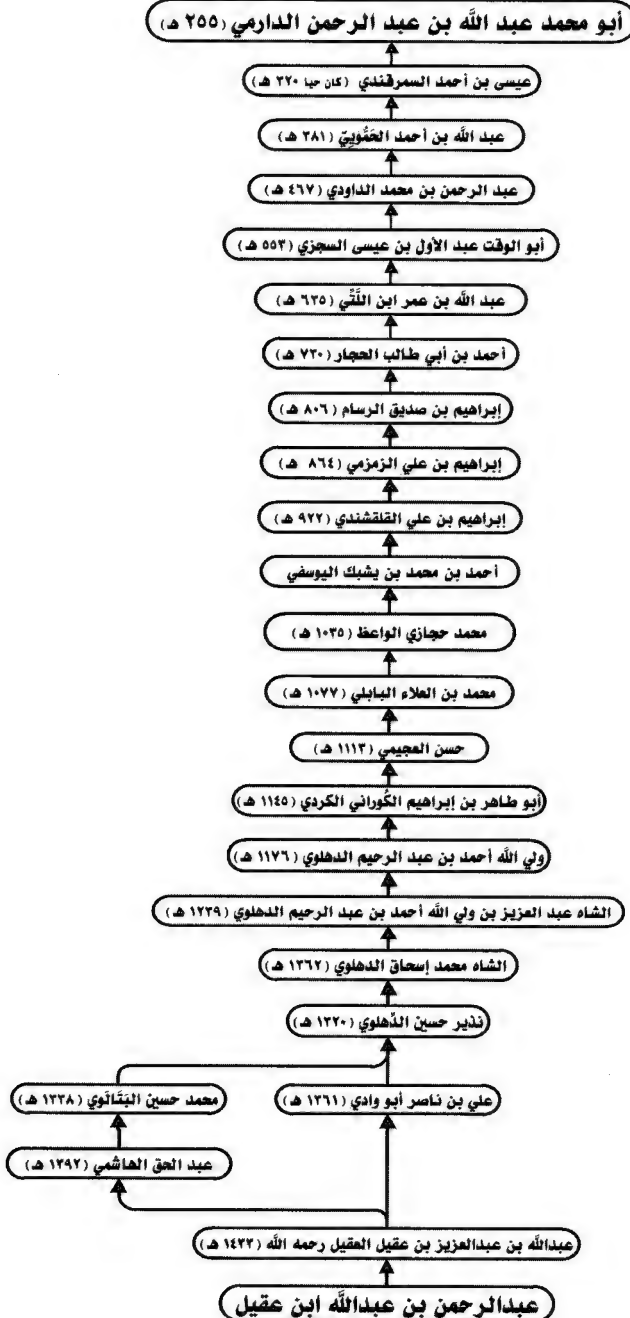 أبو محمد عبد الله بن عبد الرحمن الدارمي (٢٥٥ هـ)
عيسى بن أحمد السمرقندي (كان حيا ٣٢٠ هـ)
عبد الله بن أحمد الحَمُّوييّ (٣٨١ هـ)
عبد الرحمن بن محمد الداودي (٤٦٧ هـ)
أبو الوقت عبد الأول بن عيسى السجزي (٥٥٣ هـ)
عبد الله بن عمر ابن اللَّتِّي (٦٣٥ هـ)
أحمد بن أبي طالب الحجار (٧٣٠ هـ)
إبراهيم بن صديق الرسام (٨٠٦ هـ)
إبراهيم بن علي الزمزمي (٨٦٤ هـ)
إبراهيم بن علي القلقشندي (٩٢٢ هـ)
أحمد بن محمد بن يشبك اليوسفي
محمد حجازي الواعظ (١٠٣٥ هـ)
محمد بن العلاء البابلي (١٠٧٧ هـ)
حسن العجيمي (١١١٣ هـ)
أبو طاهر بن إبراهيم الكُوراني الكردي (١١٤٥ هـ)
ولي الله أحمد بن عبد الرحيم الدهلوي (١١٧٦ هـ)
الشاه عبد العزيز بن ولي الله أحمد بن عبد الرحيم الدهلوي (١٢٣٩ هـ)
الشاه محمد إسحاق الدهلوي (١٣٦٢ هـ)
نذير حسين الدِّهلوي (١٣٢٠ هـ)
علي بن ناصر أبو وادي (١٣٦١ هـ)
محمد حسين البَتَالَوي (١٣٣٨ هـ)
عبد الحق الهاشمي (١٣٩٢ هـ)
عبدالله بن عبدالعزيز بن عقيل العقيل رحمه الله (١٤٣٣ هـ)
عبدالرحمن بن عبدالله ابن عقيل